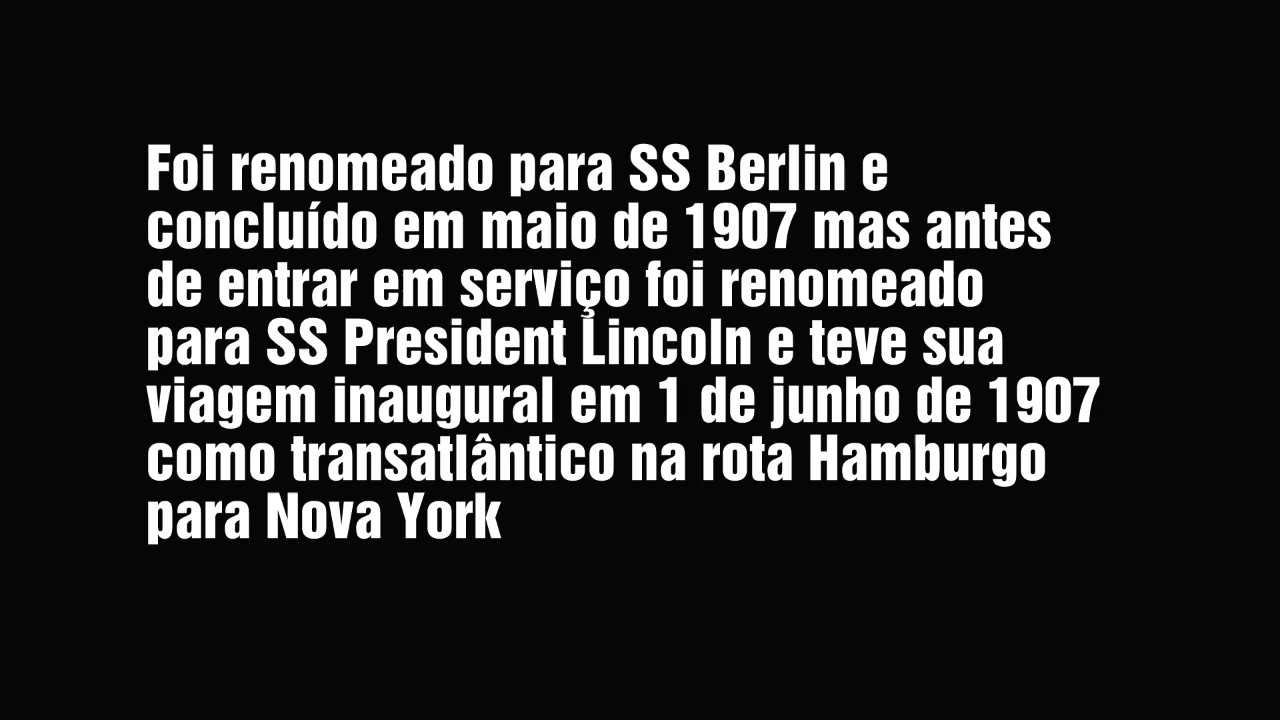 Foi renomeado para SS Berlin e
concluído em maio de 1907 mas antes
de entrar em serviço foi renomeado
para SS President Lincoln e teve sua
viagem inaugural em 1 de junho de 1907
como transatlântico na rota Hamburgo
para Nova York